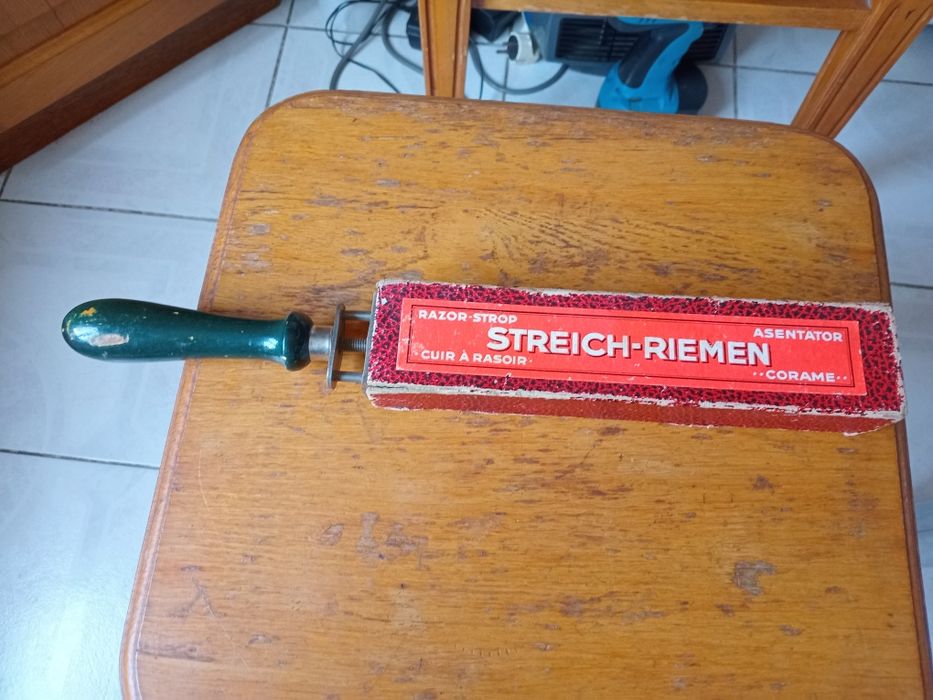 RAZOR-STROP
ASENTATOR
STREICH-RIEMEN
"CUIR À RASOIR"
"CORAME"